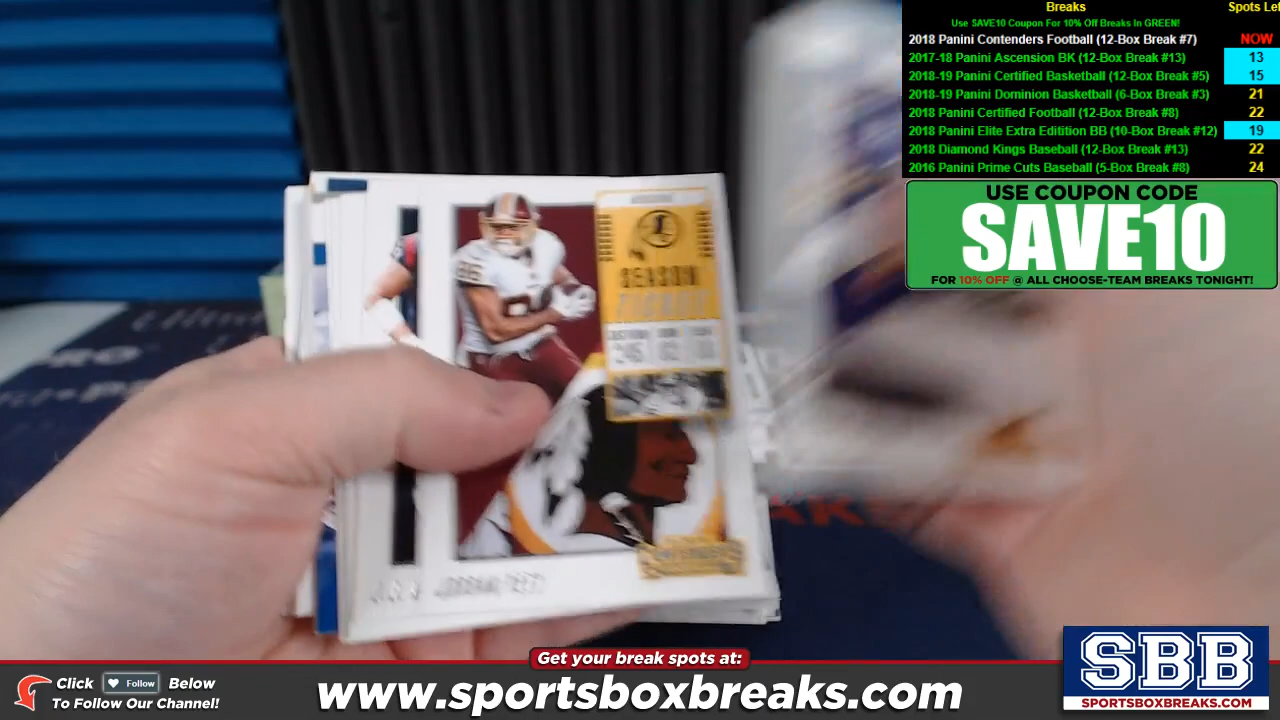 Breaks Spots Lef
Use SAVE10 Coupon For 10% Off Breaks In GREEN!
2018 Panini Contenders Football (12-Box Break #7) NOW
2017-18 Panini Ascension BK (12-Box Break #13) 13
2018-19 Panini Certified Basketball (12-Box Break #5) 15
2018-19 Panini Dominion Basketball (6-Box Break #3) 21
2018 Panini Certified Football (12-Box Break #8) 22
2018 Panini Elite Extra Edition BB (10-Box Break #12) 19
2018 Diamond Kings Baseball (12-Box Break #13) 22
2016 Panini Prime Cuts Baseball (5-Box Break #8) 24
USE COUPON CODE
SAVE10
FOR 10% OFF @ ALL CHOOSE-TEAM BREAKS TONIGHT!
SEASON
JORDAN REED
Get your break spots at:
Click Follow Below
To Follow Our Channel!
www.sportsboxbreaks.com
SBB
SPORTSBOXBREAKS.COM